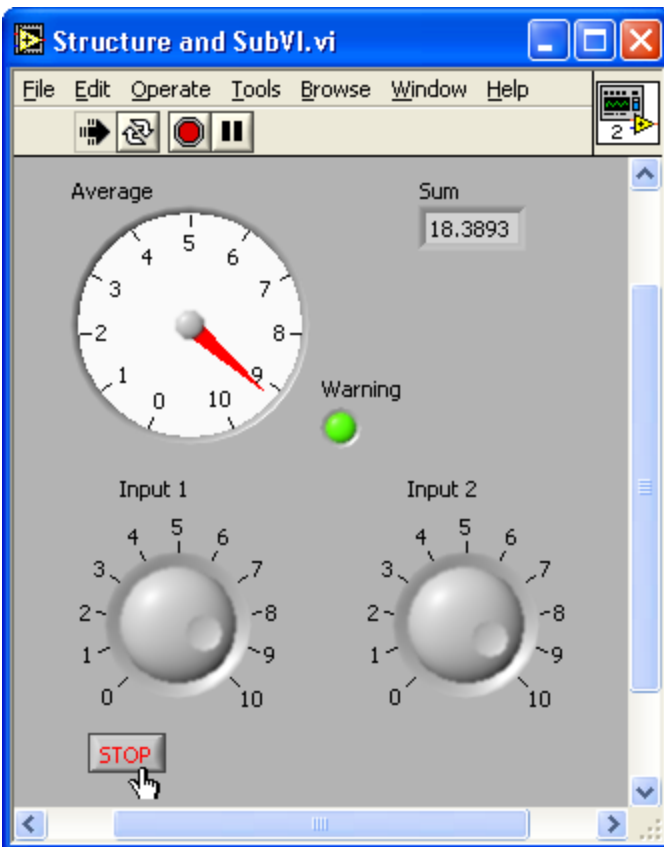 Structure and SubVI.vi
File Edit Operate Tools Browse Window Help
2
Average
Sum
18.3893
0 1 2 3 4 5 6 7 8 9 10
Warning
Input 1
0 1 2 3 4 5 6 7 8 9 10
Input 2
0 1 2 3 4 5 6 7 8 9 10
STOP